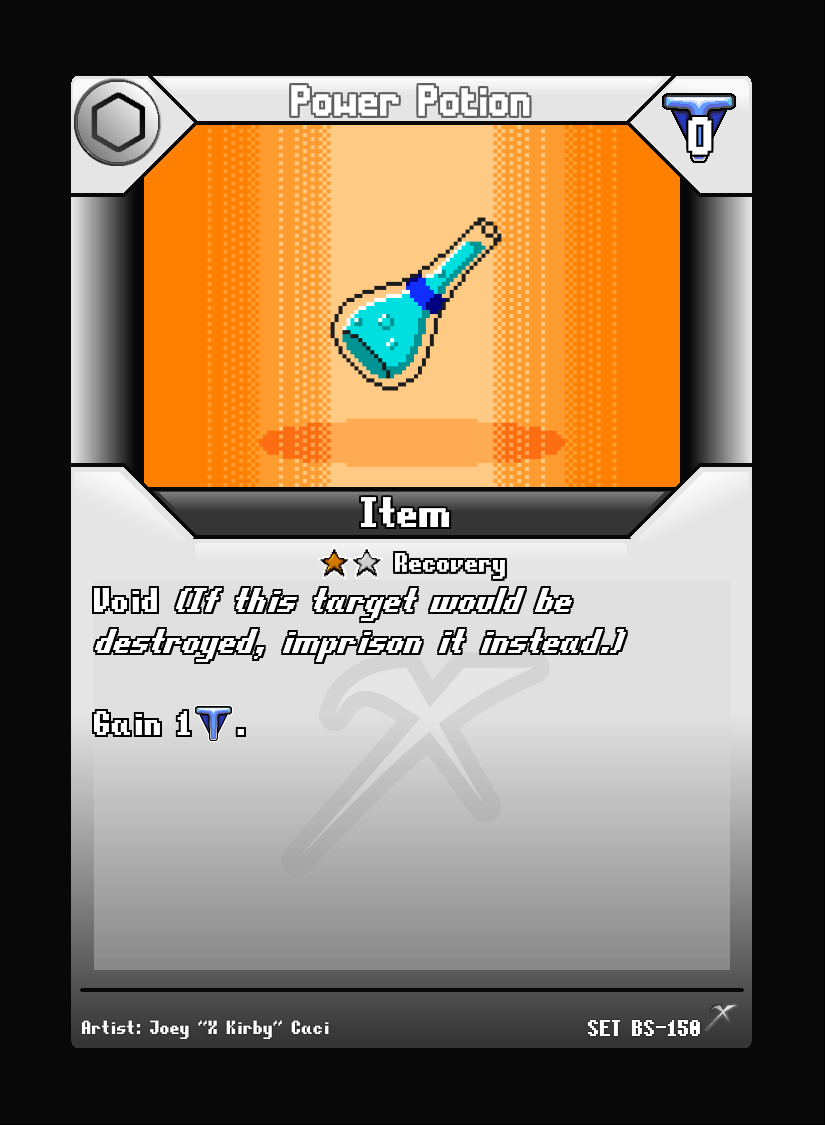 Power Potion
0
Item
Recovery
Void (If this target would be
destroyed, imprison it instead.)
Gain 1T.
Artist: Joey "X Kirby" Caci
SET BS-150